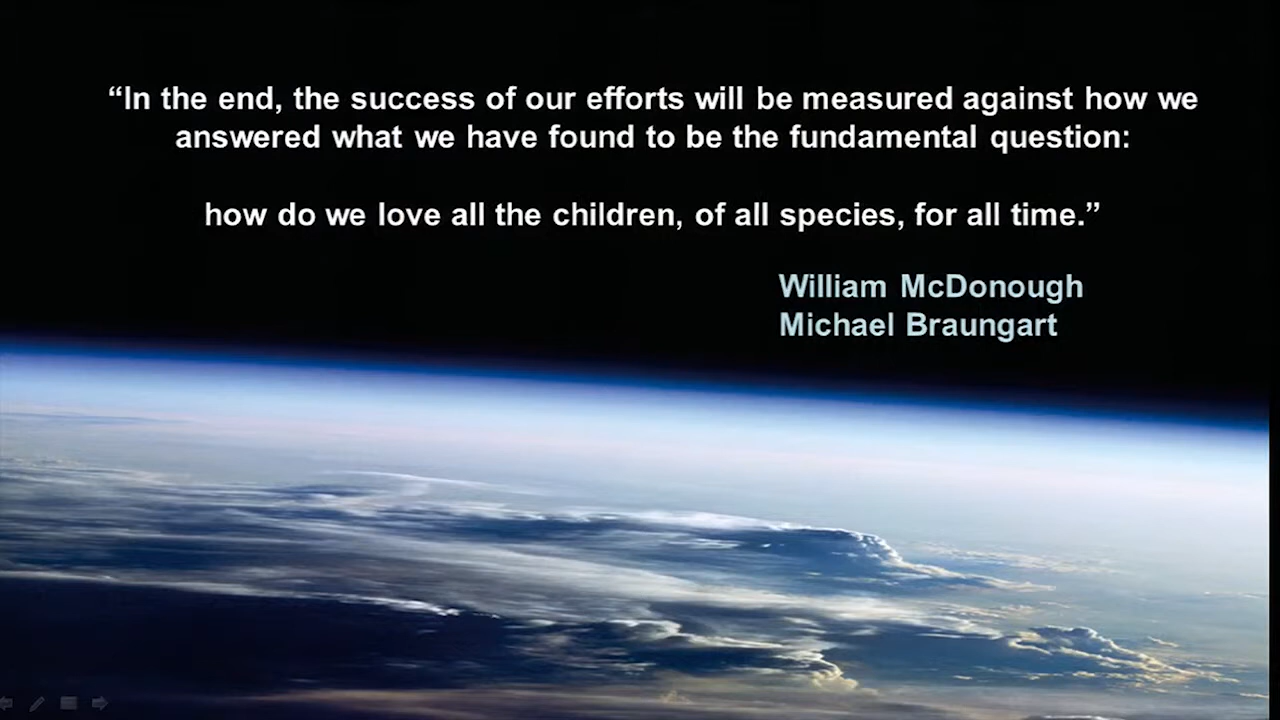 “In the end, the success of our efforts will be measured against how we
answered what we have found to be the fundamental question:
how do we love all the children, of all species, for all time.”
William McDonough
Michael Braungart